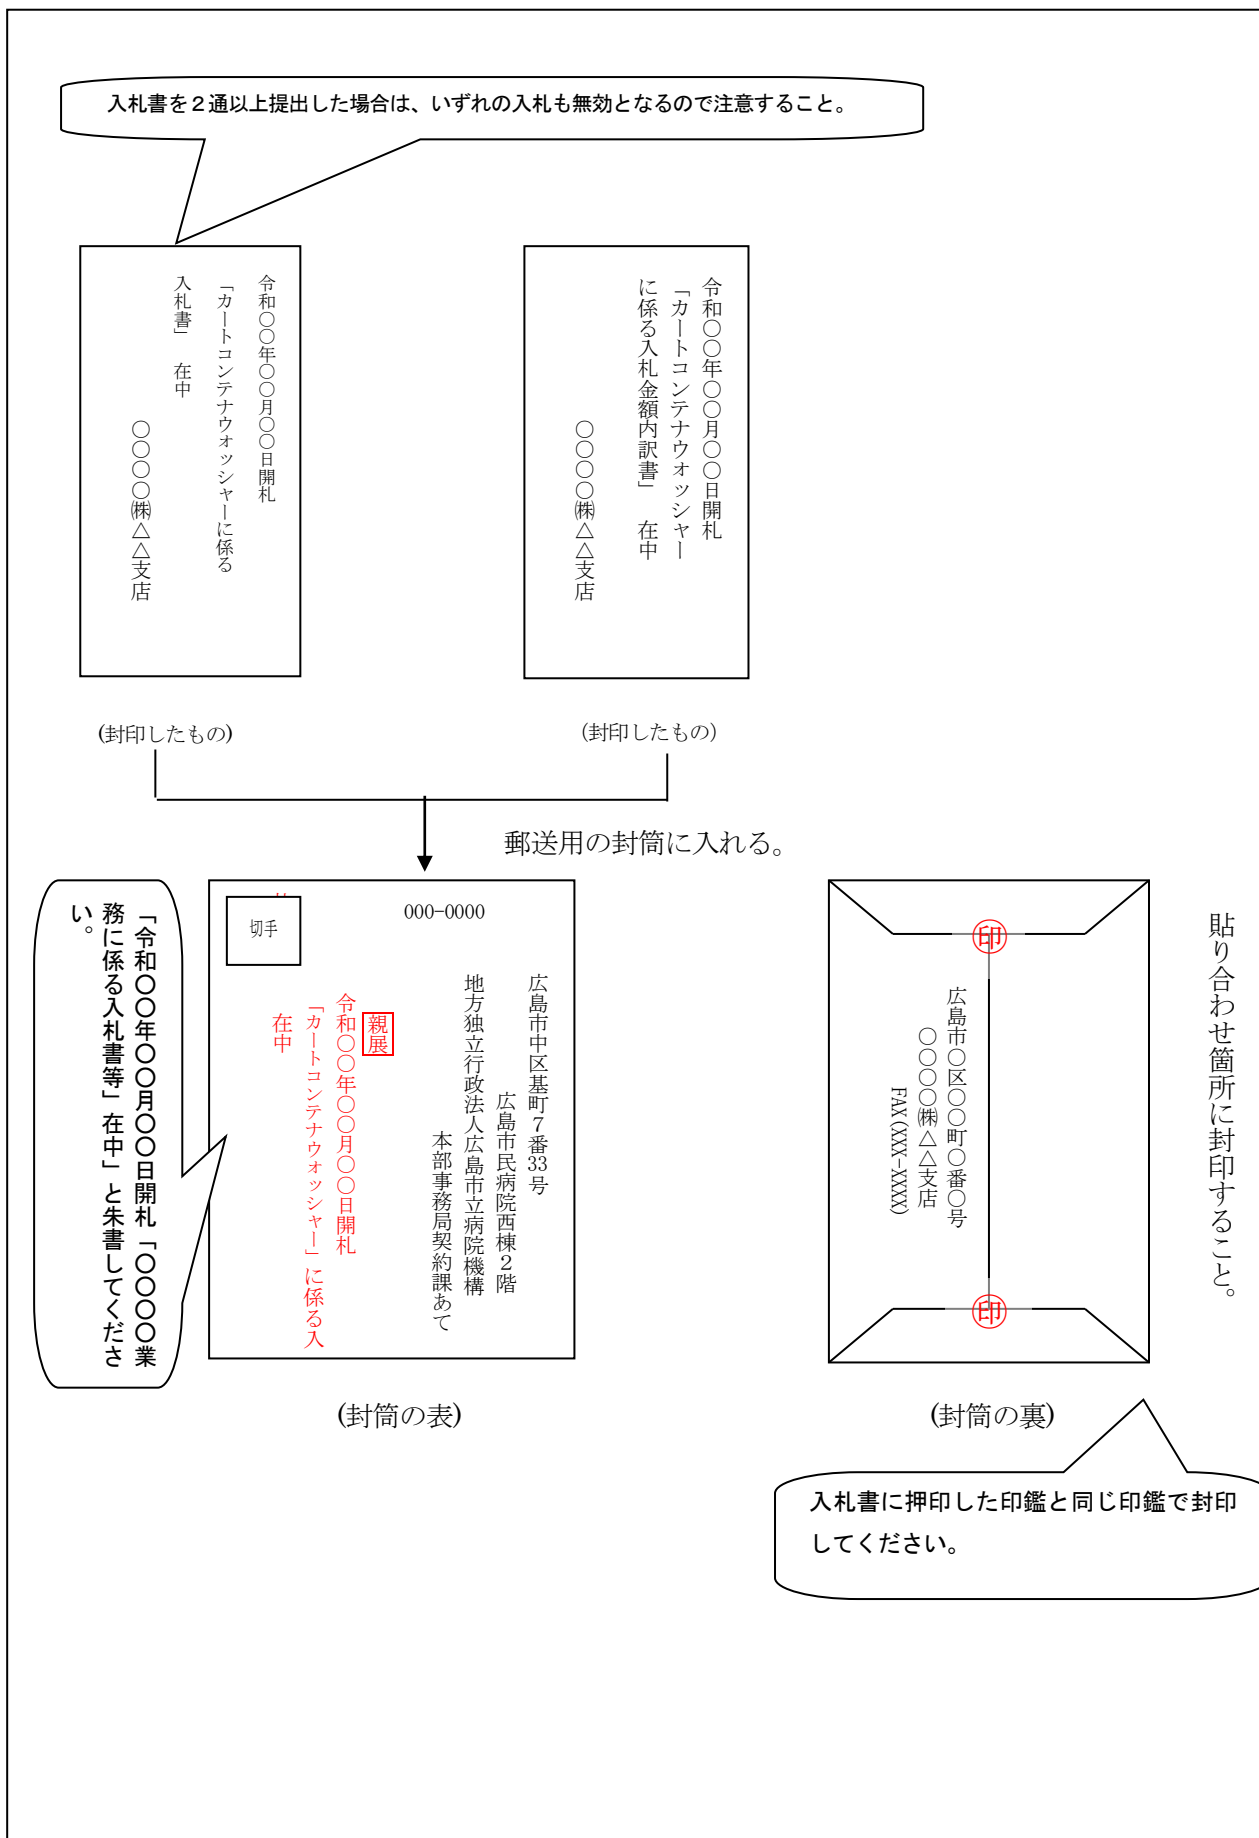 入札書を２通以上提出した場合は、いずれの入札も無効となるので注意すること。
令和〇〇年〇〇月〇〇日開札
「カートコンテナウォッシャーに係る
入札書」　在中
〇〇〇〇㈱△△支店
令和〇〇年〇〇月〇〇日開札
「カートコンテナウォッシャー
に係る入札金額内訳書」　在中
〇〇〇〇㈱△△支店
(封印したもの)
(封印したもの)
郵送用の封筒に入れる。
「令和〇〇年〇〇月〇〇日開札「〇〇〇〇業
務に係る入札書等」在中」と朱書してくださ
い。
切手
000-0000
広島市中区基町７番33号
広島市民病院西棟２階
地方独立行政法人広島市立病院機構
本部事務局契約課あて
親展
令和〇〇年〇〇月〇〇日開札
「カートコンテナウォッシャー」に係る入
在中
(封筒の表)
印
広島市〇区〇〇町〇番〇号
〇〇〇〇㈱△△支店
FAX(XXX-XXXX)
印
貼り合わせ箇所に封印すること。
(封筒の裏)
入札書に押印した印鑑と同じ印鑑で封印
してください。